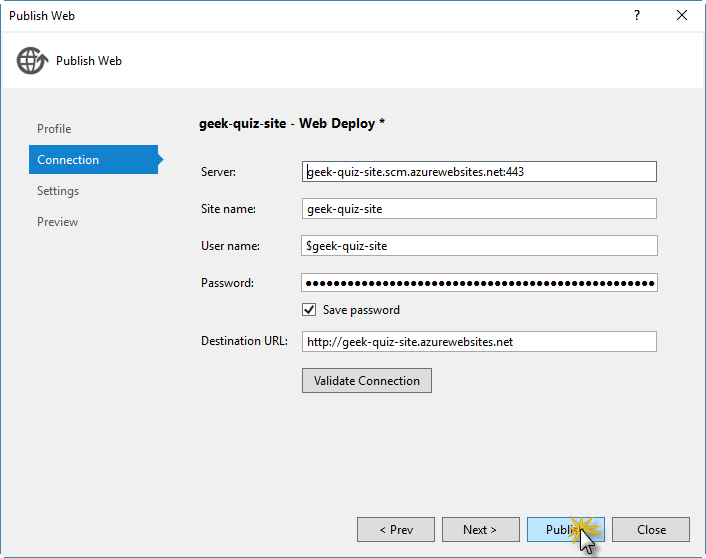 Publish Web
?
Publish Web
Profile
Connection
Settings
Preview
geek-quiz-site - Web Deploy *
Server: geek-quiz-site.scm.azurewebsites.net:443
Site name: geek-quiz-site
User name: $geek-quiz-site
Password: ••••••••••••••••••••••••••••••••••••••••••••••••••
Save password
Destination URL: http://geek-quiz-site.azurewebsites.net
Validate Connection
< Prev Next > Publish Close